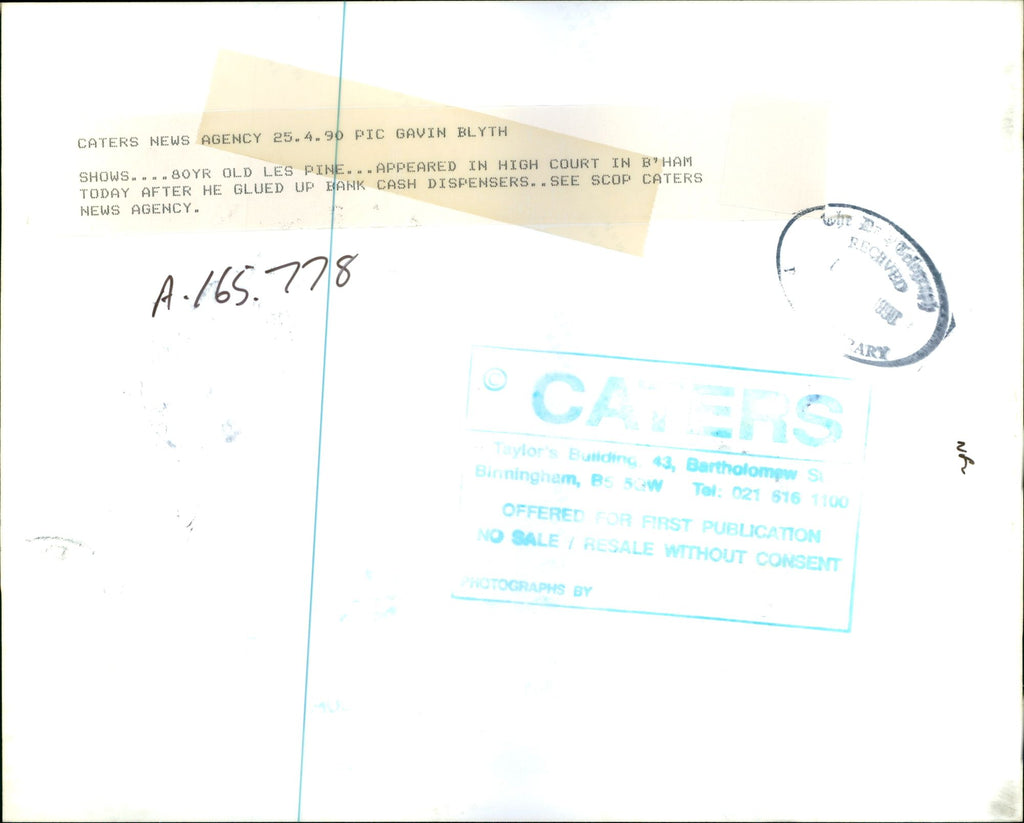 CATERS NEWS AGENCY 25.4.90 PIC GAVIN BLYTH
SHOWS....80YR OLD LES PINE...APPEARED IN HIGH COURT IN B'HAM
TODAY AFTER HE GLUED UP BANK CASH DISPENSERS..SEE SCOP CATERS
NEWS AGENCY.
A.165.778
The Telegraph
RECEIVED
© CATERS
Taylor's Building, 43, Bartholomew St
Birmingham, B5 5GW Tel: 021 616 1100
OFFERED FOR FIRST PUBLICATION
NO SALE / RESALE WITHOUT CONSENT
PHOTOGRAPHS BY